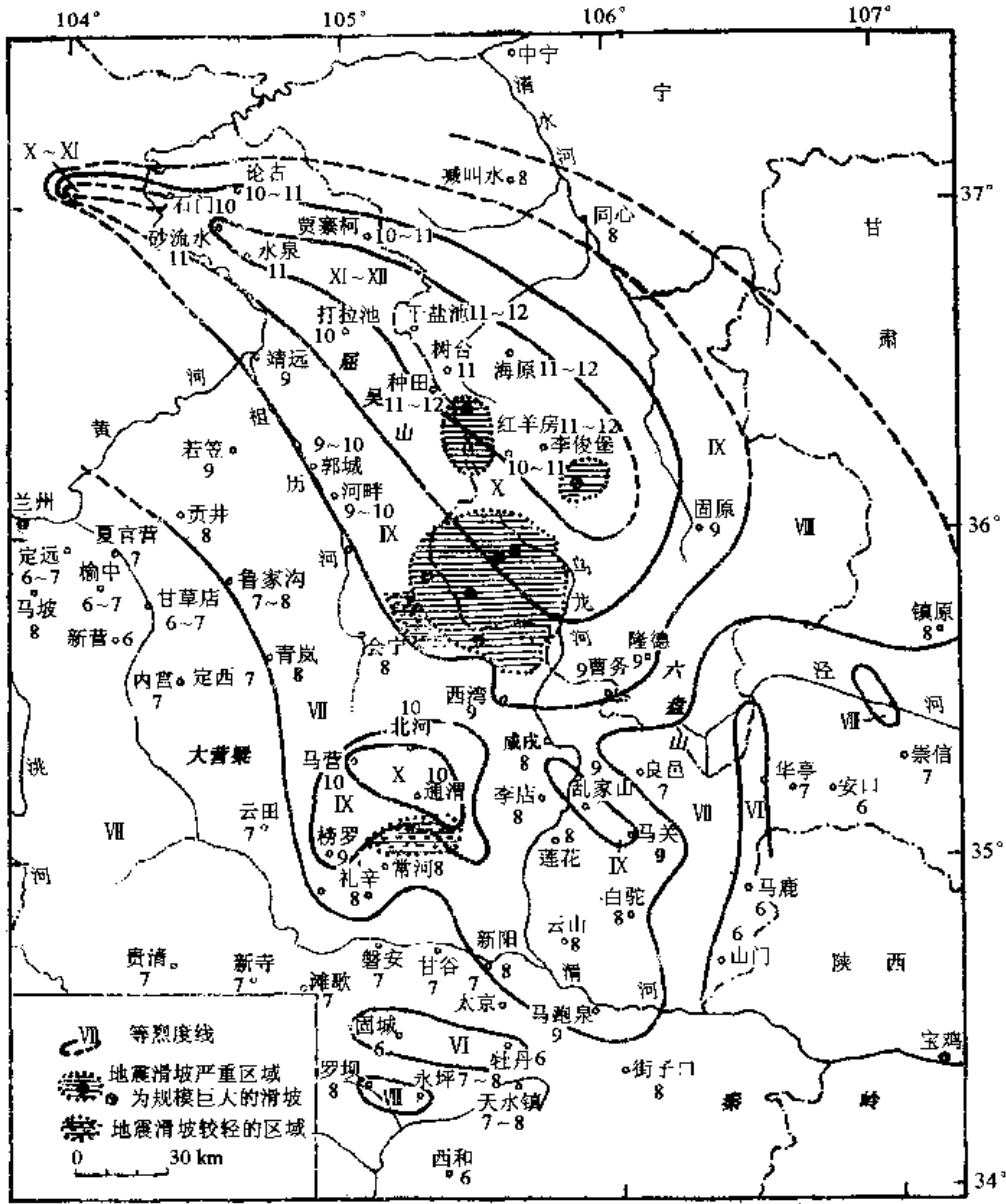 104° 105° 106° 107°
中宁
清
水
河
宁
X~XI
论古
10~11
喊叫水 8
37°
石门10
同心
8
甘
砂流水
11
水泉
11
贾寨柯
10~11
XI~XII
打拉池
10
干盐池11~12
肃
树台
11
海原11~12
靖远
9
屈
吴
山
种田
11~12
河
黄
祖
历
河
红羊房11~12
李俊堡
10~11
IX
若笠
9
9~10
郭城
X
河畔
9~10
固原
9
兰州
贡井
8
IX
VIII
36°
夏官营
7
定远
6~7
榆中
6~7
鲁家沟
7~8
马坡
8
甘草店
6~7
乌
龙
河
镇原
8
新营 6
会宁
8
隆德
9
青岚
8
9曹务
六
盘
山
泾
河
内官
7
定西 7
西湾
9
VII
VIII
10
北河
威戎
8
崇信
7
大营梁
马营
10
X
10
通渭
9
乱家山
良邑
7
华亭
7
安口
6
洮
河
IX
李店
8
VII
VI
VII
云田
7
8
莲花
马关
9
35°
榜罗
9
常河8
IX
礼辛
8
白驼
8
马鹿
6
云山
8
6
山门
新阳
8
渭
河
陕西
贵清
7
新寺
7
滩歌
7
磐安
7
甘谷
7
太京
8
马跑泉
9
固城
6
VI
牡丹6
宝鸡
罗坝
8
永坪7~8
街子口
8
VIII
天水镇
7~8
秦岭
西和
6
34°
VII 等烈度线
地震滑坡严重区域
为规模巨大的滑坡
地震滑坡较轻的区域
0 30 km